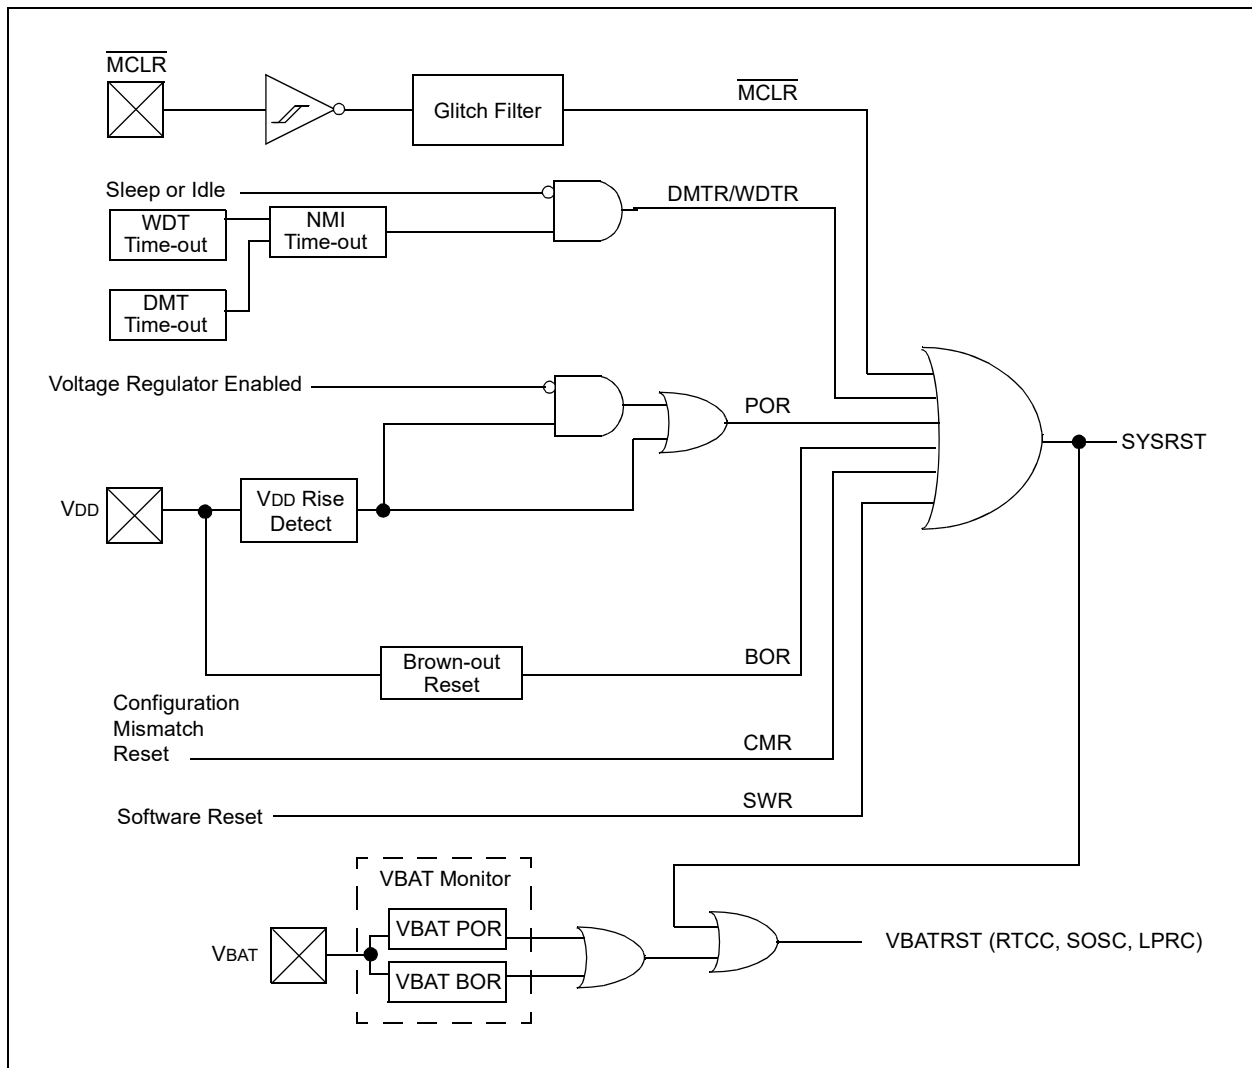 MCLR
Glitch Filter
MCLR
Sleep or Idle
DMTR/WDTR
WDT
Time-out
NMI
Time-out
DMT
Time-out
Voltage Regulator Enabled
POR
SYSRST
VDD
VDD Rise
Detect
Brown-out
Reset
BOR
Configuration
Mismatch
Reset
CMR
Software Reset
SWR
VBAT Monitor
VBAT POR
VBAT
VBAT BOR
VBATRST (RTCC, SOSC, LPRC)